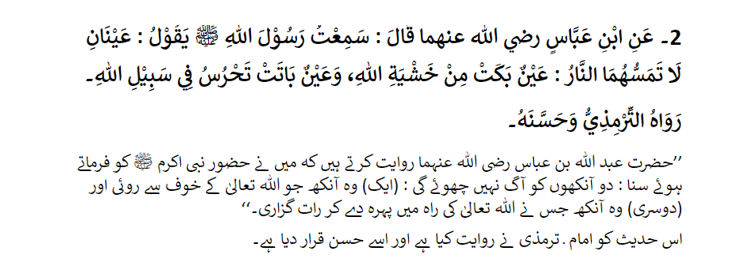 2۔ عَنِ ابْنِ عَبَّاسٍ رضي الله عنهما قَالَ : سَمِعْتُ رَسُوْلَ اللهِ ﷺ يَقُوْلُ : عَيْنَانِ
لَا تَمَسُّهُمَا النَّارُ : عَيْنٌ بَکَتْ مِنْ خَشْيَةِ اللهِ، وَعَيْنٌ بَاتَتْ تَحْرُسُ فِي سَبِيْلِ اللهِ۔
رَوَاهُ التِّرْمِذِيُّ وَحَسَّنَهُ۔
’’حضرت عبد اللہ بن عباس رضی اللہ عنہما روایت کرتے ہیں کہ میں نے حضور نبی اکرم ﷺ کو فرماتے
ہوئے سنا : دو آنکھوں کو آگ نہیں چھوئے گی : (ایک) وہ آنکھ جو اللہ تعالیٰ کے خوف سے روئی اور
(دوسری) وہ آنکھ جس نے اللہ تعالیٰ کی راہ میں پہرہ دے کر رات گزاری۔‘‘
اس حدیث کو امام ۔ ترمذی نے روایت کیا ہے اور اسے حسن قرار دیا ہے۔